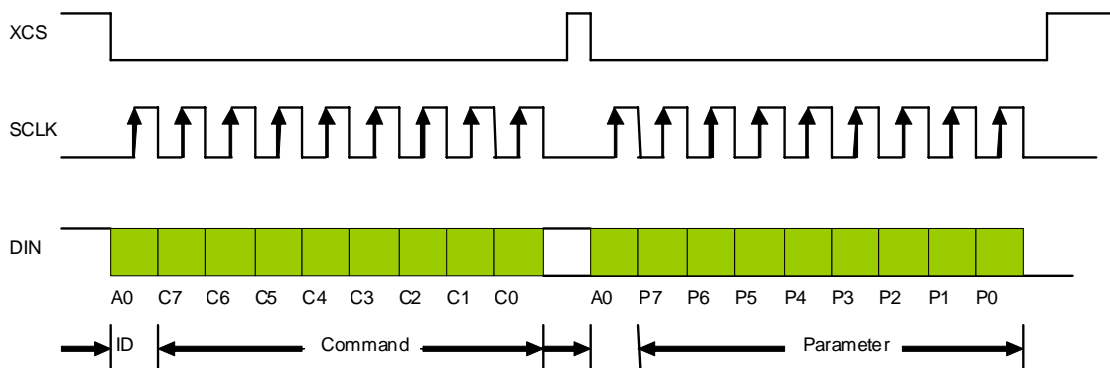 XCS
SCLK
DIN
A0 C7 C6 C5 C4 C3 C2 C1 C0 A0 P7 P6 P5 P4 P3 P2 P1 P0
ID Command Parameter